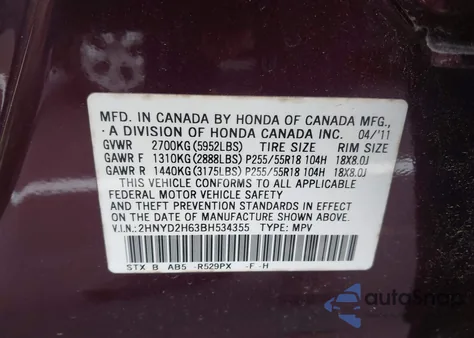 MFD. IN CANADA BY HONDA OF CANADA MFG.,
A DIVISION OF HONDA CANADA INC. 04/'11
GVWR 2700KG(5952LBS) TIRE SIZE RIM SIZE
GAWR F 1310KG(2888LBS) P255/55R18 104H 18X8.0J
GAWR R 1440KG(3175LBS) P255/55R18 104H 18X8.0J
THIS VEHICLE CONFORMS TO ALL APPLICABLE
FEDERAL MOTOR VEHICLE SAFETY STANDARDS
IN EFFECT ON THE DATE OF MANUFACTURE
SHOWN ABOVE.
V.I.N.: 2HNYD2H63BH534355 TYPE: MPV
STX B AB5 -R529PX -F -H
autoSnap